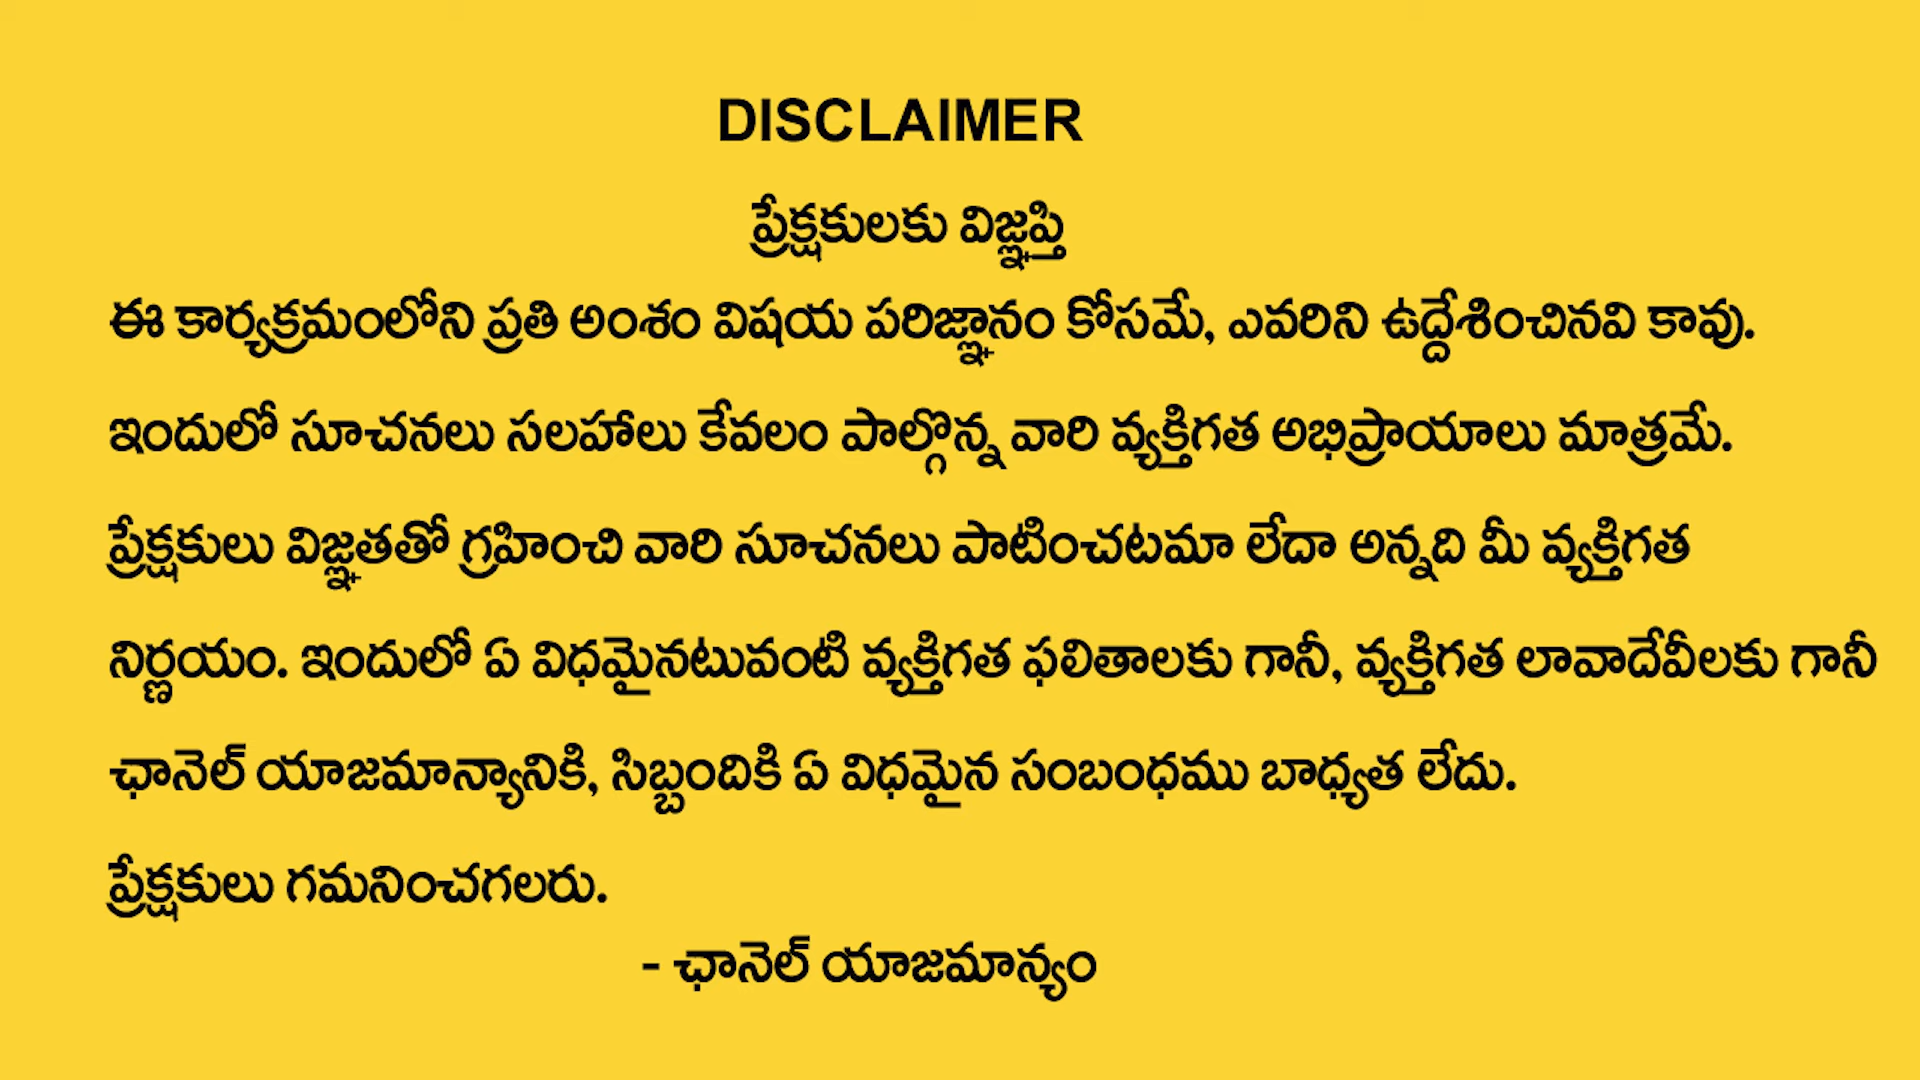 DISCLAIMER
ప్రేక్షకులకు విజ్ఞప్తి
ఈ కార్యక్రమంలోని ప్రతి అంశం విషయ పరిజ్ఞానం కోసమే, ఎవరిని ఉద్దేశించినవి కావు.
ఇందులో సూచనలు సలహాలు కేవలం పాల్గొన్న వారి వ్యక్తిగత అభిప్రాయాలు మాత్రమే.
ప్రేక్షకులు విజ్ఞతతో గ్రహించి వారి సూచనలు పాటించటమా లేదా అన్నది మీ వ్యక్తిగత
నిర్ణయం. ఇందులో ఏ విధమైనటువంటి వ్యక్తిగత ఫలితాలకు గానీ, వ్యక్తిగత లావాదేవీలకు గానీ
ఛానెల్ యాజమాన్యానికి, సిబ్బందికి ఏ విధమైన సంబంధము బాధ్యత లేదు.
ప్రేక్షకులు గమనించగలరు.
- ఛానెల్ యాజమాన్యం